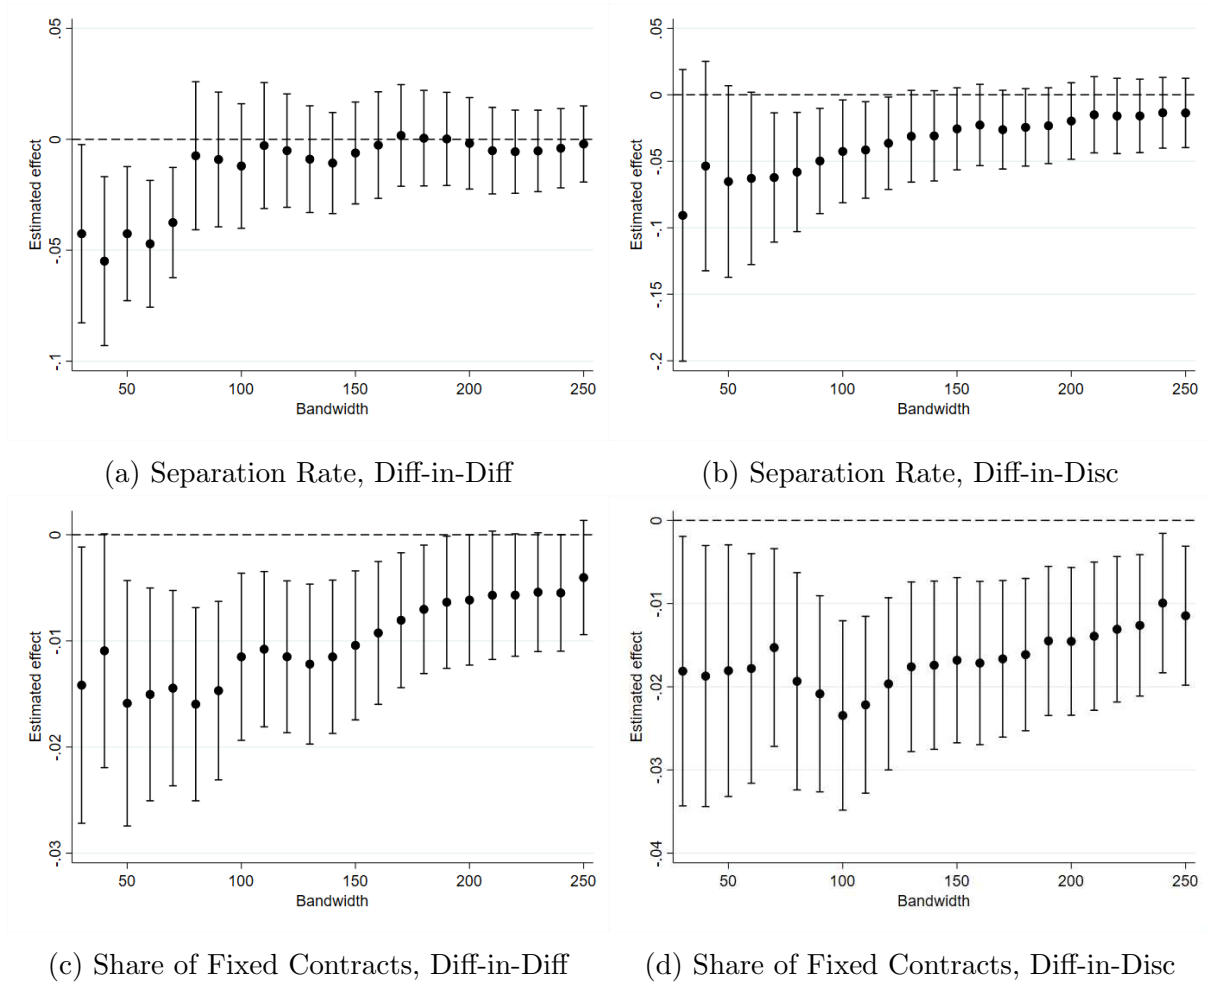 .05
0
-.05
-.1
Estimated effect
50 100 150 200 250
Bandwidth
(a) Separation Rate, Diff-in-Diff
.05
0
-.05
-.1
-.15
-.2
Estimated effect
50 100 150 200 250
Bandwidth
(b) Separation Rate, Diff-in-Disc
0
-.01
-.02
-.03
Estimated effect
50 100 150 200 250
Bandwidth
(c) Share of Fixed Contracts, Diff-in-Diff
0
-.01
-.02
-.03
-.04
Estimated effect
50 100 150 200 250
Bandwidth
(d) Share of Fixed Contracts, Diff-in-Disc